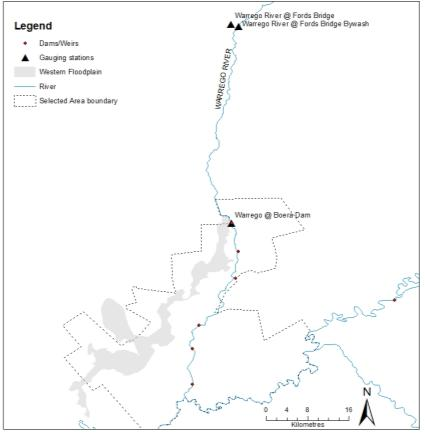 Warrego River @ Fords Bridge
Warrego River @ Fords Bridge Bywash
Legend
Dams/Weirs
Gauging stations
Western Floodplain
River
Selected Area boundary
WARREGO RIVER
Warrego @ Boera Dam
N
0 4 8 16
Kilometres